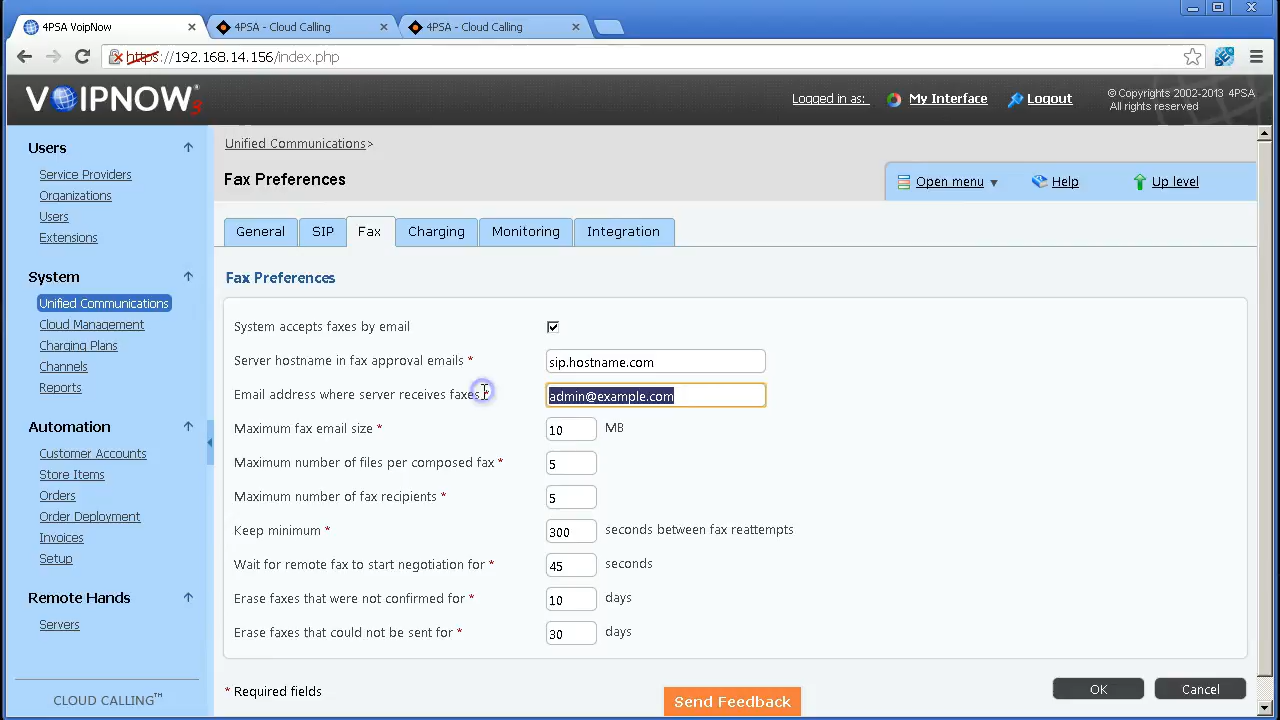 4PSA VoipNow
4PSA - Cloud Calling
4PSA - Cloud Calling
https://192.168.14.156/index.php
VOIPNOW 3
Logged in as:
My Interface
Logout
© Copyrights 2002-2013 4PSA
All rights reserved
Users
Service Providers
Organizations
Users
Extensions
System
Unified Communications
Cloud Management
Charging Plans
Channels
Reports
Automation
Customer Accounts
Store Items
Orders
Order Deployment
Invoices
Setup
Remote Hands
Servers
CLOUD CALLING™
Unified Communications>
Fax Preferences
Open menu
Help
Up level
General
SIP
Fax
Charging
Monitoring
Integration
Fax Preferences
System accepts faxes by email
Server hostname in fax approval emails * sip.hostname.com
Email address where server receives faxes * admin@example.com
Maximum fax email size * 10 MB
Maximum number of files per composed fax * 5
Maximum number of fax recipients * 5
Keep minimum * 300 seconds between fax reattempts
Wait for remote fax to start negotiation for * 45 seconds
Erase faxes that were not confirmed for * 10 days
Erase faxes that could not be sent for * 30 days
* Required fields
OK
Cancel
Send Feedback